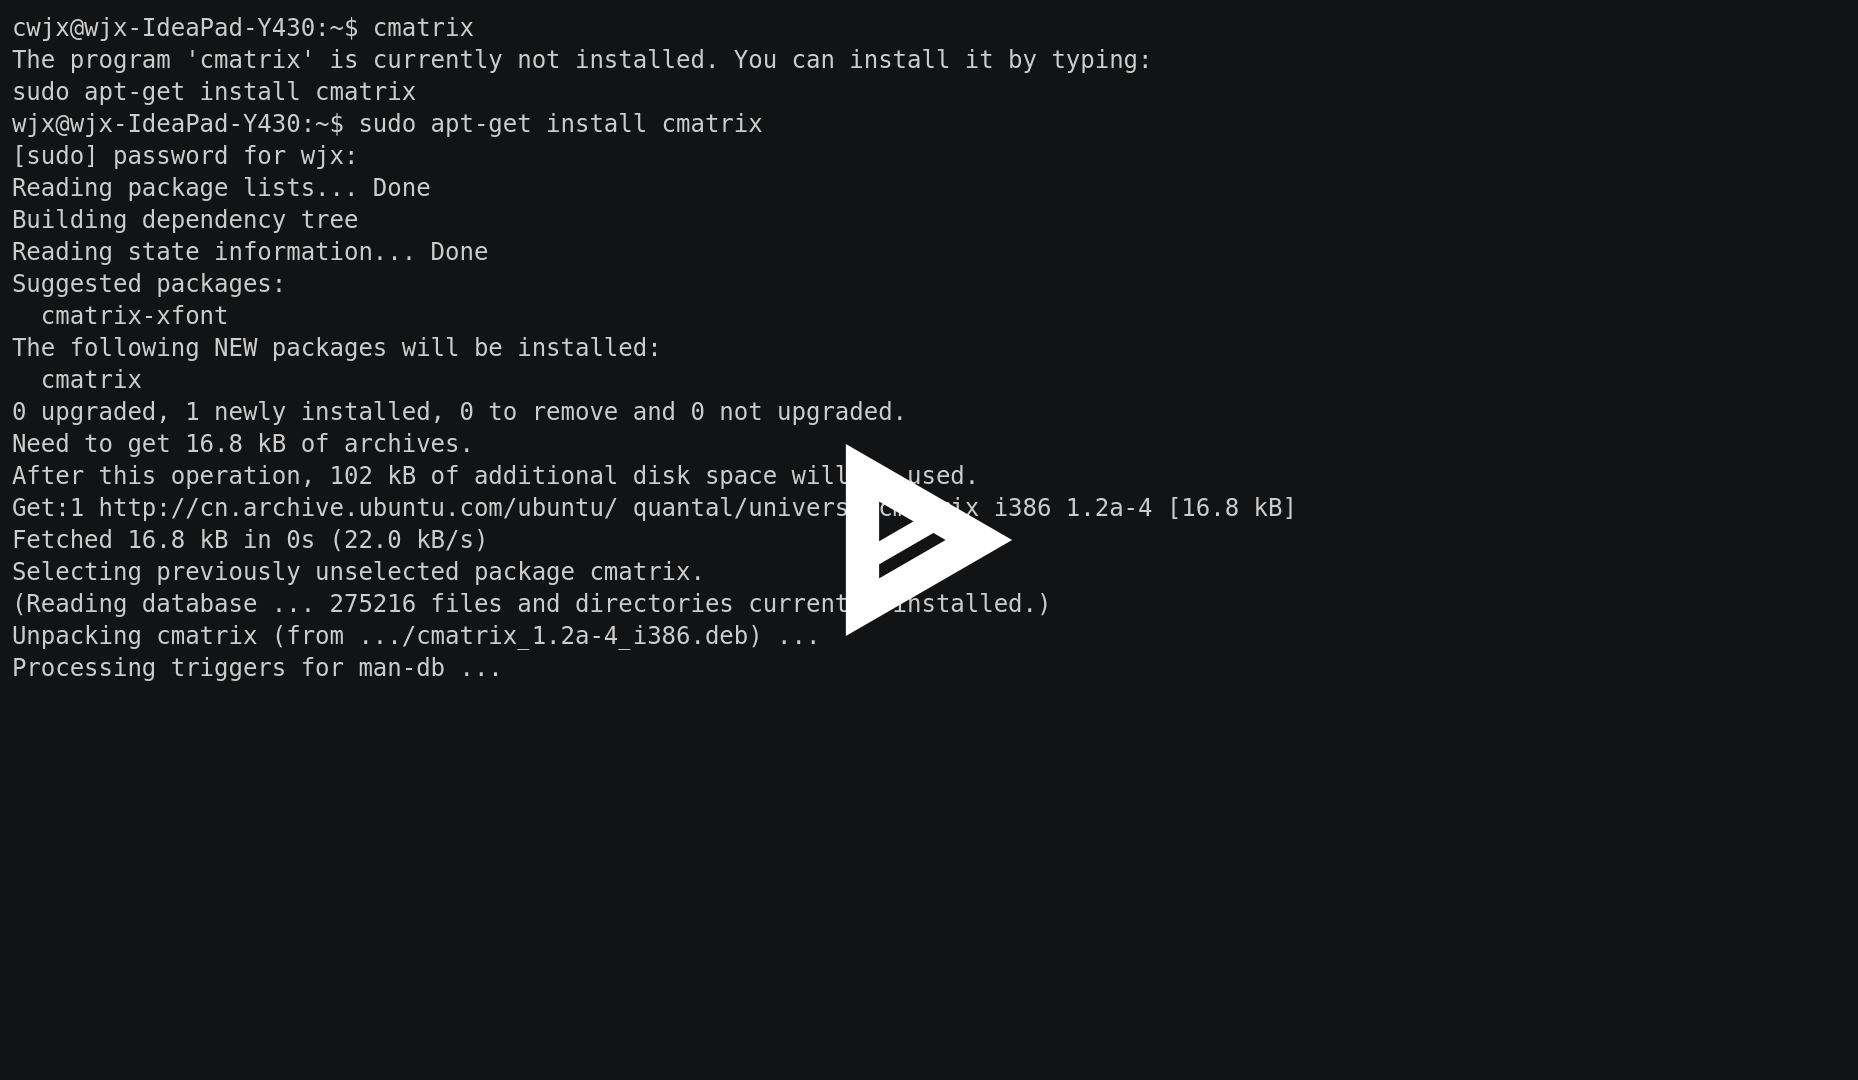 cwjx@wjx-IdeaPad-Y430:~$ cmatrix
The program 'cmatrix' is currently not installed. You can install it by typing:
sudo apt-get install cmatrix
wjx@wjx-IdeaPad-Y430:~$ sudo apt-get install cmatrix
[sudo] password for wjx:
Reading package lists... Done
Building dependency tree
Reading state information... Done
Suggested packages:
  cmatrix-xfont
The following NEW packages will be installed:
  cmatrix
0 upgraded, 1 newly installed, 0 to remove and 0 not upgraded.
Need to get 16.8 kB of archives.
After this operation, 102 kB of additional disk space will used.
Get:1 http://cn.archive.ubuntu.com/ubuntu/ quantal/universe cmatrix i386 1.2a-4 [16.8 kB]
Fetched 16.8 kB in 0s (22.0 kB/s)
Selecting previously unselected package cmatrix.
(Reading database ... 275216 files and directories currently installed.)
Unpacking cmatrix (from .../cmatrix_1.2a-4_i386.deb) ...
Processing triggers for man-db ...